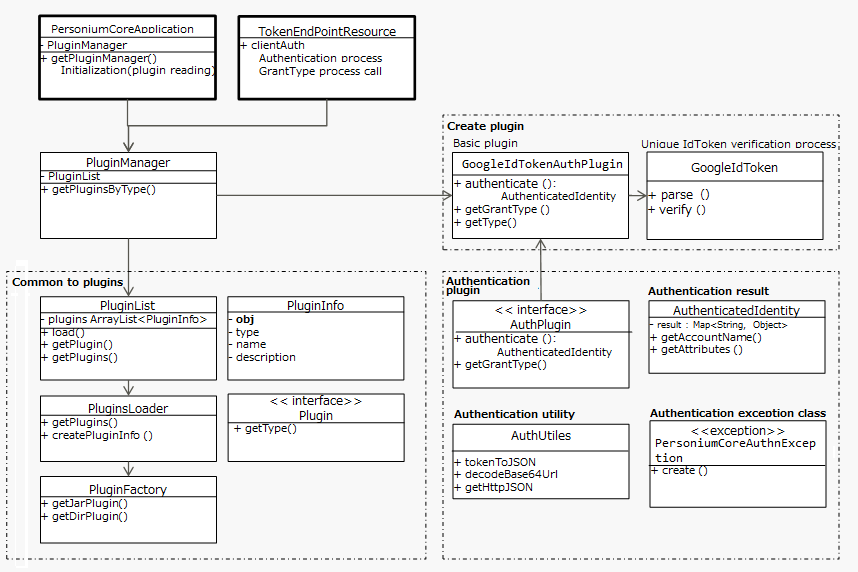 PersoniumCoreApplication
- PluginManager
+ getPluginManager()
Initialization(plugin reading)
TokenEndPointResource
+ clientAuth
Authentication process
GrantType process call
PluginManager
- PluginList
+ getPluginsByType()
Create plugin
Basic plugin
GoogleIdTokenAuthPlugin
+ authenticate ():
AuthenticatedIdentity
+ getGrantType ()
+ getType()
Unique IdToken verification process
GoogleIdToken
+ parse ()
+ verify ()
Common to plugins
PluginList
- plugins ArrayList<PluginInfo>
+ load()
+ getPlugin()
+ getPlugins()
PluginInfo
- obj
- type
- name
- description
PluginsLoader
+ getPlugins()
+ createPluginInfo ()
<< interface>>
Plugin
+ getType()
PluginFactory
+ getJarPlugin()
+ getDirPlugin()
Authentication
plugin
<< interface>>
AuthPlugin
+ authenticate ():
AuthenticatedIdentity
+ getGrantType()
Authentication result
AuthenticatedIdentity
- result : Map<String, Object>
+ getAccountName()
+ getAttributes ()
Authentication utility
AuthUtiles
+ tokenToJSON
+ decodeBase64Url
+ getHttpJSON
Authentication exception class
<<exception>>
PersoniumCoreAuthnExcep
tion
+ create ()